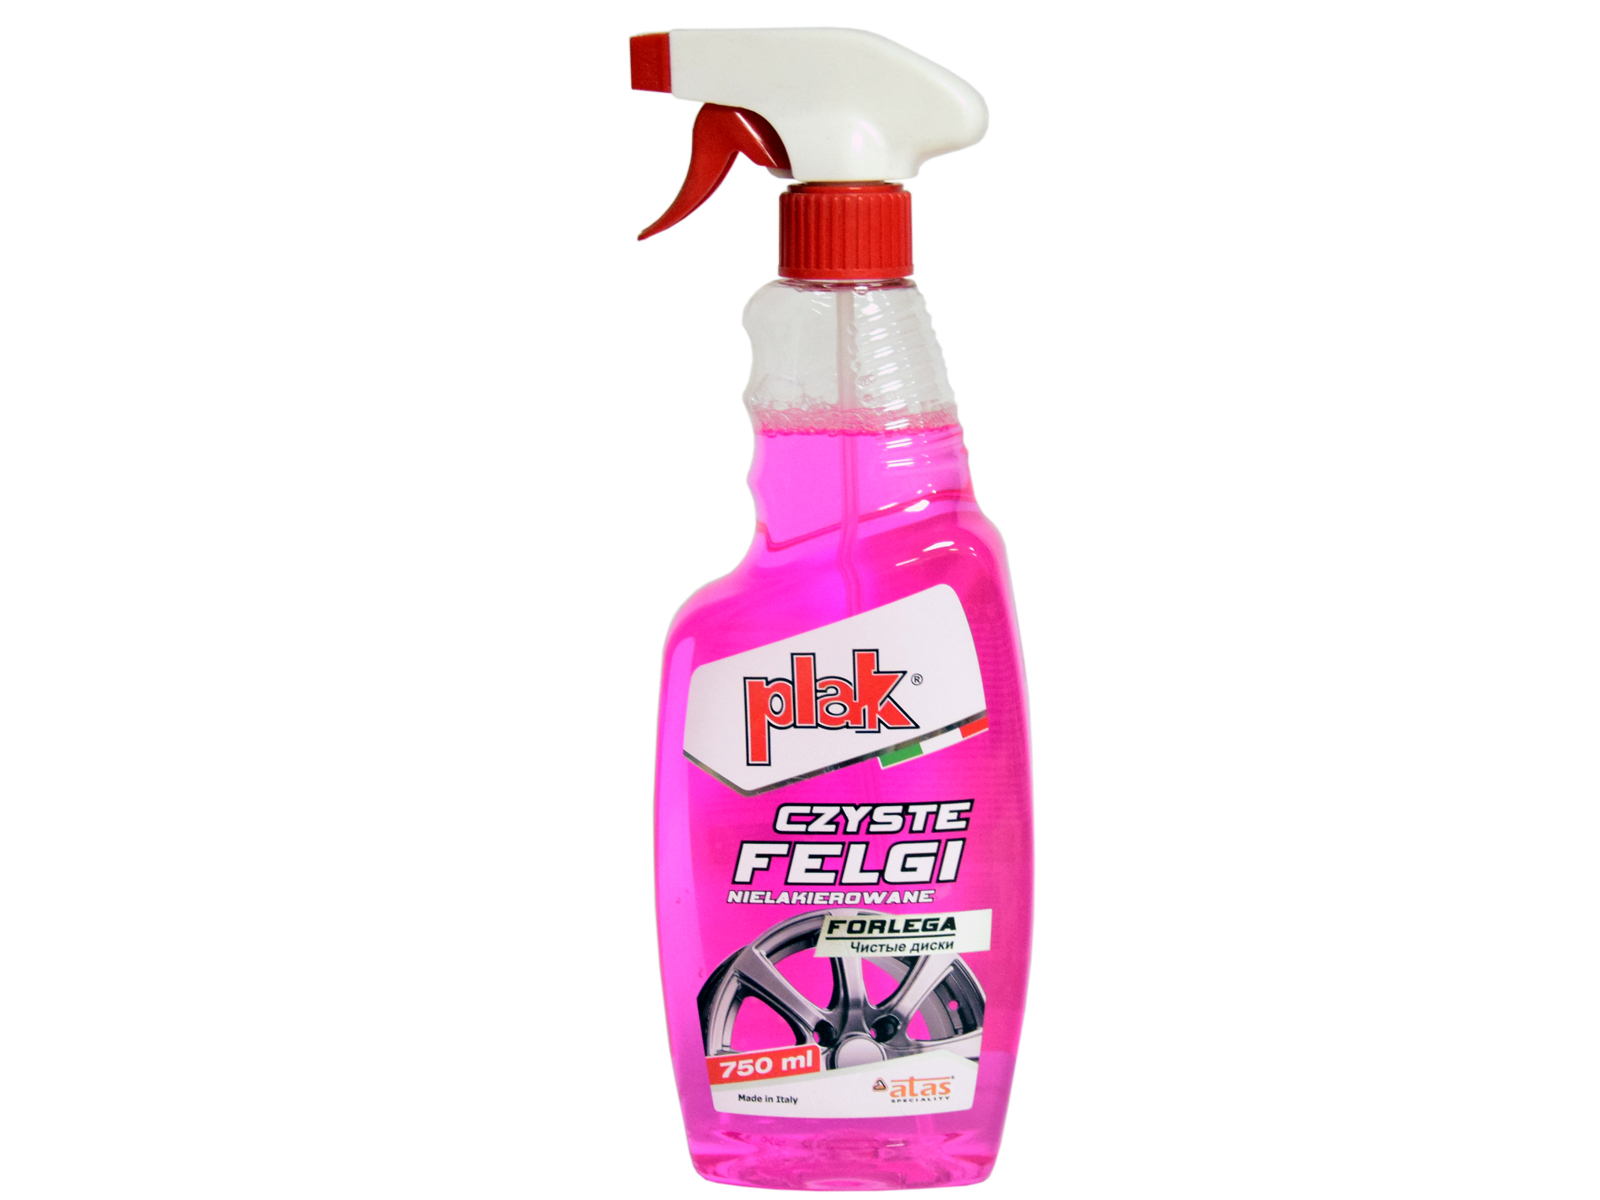 plak®
CZYSTE
FELGI
NIELAKIEROWANE
FORLEGA
Чистые диски
750 ml
Made in Italy
atas
SPECIALITY